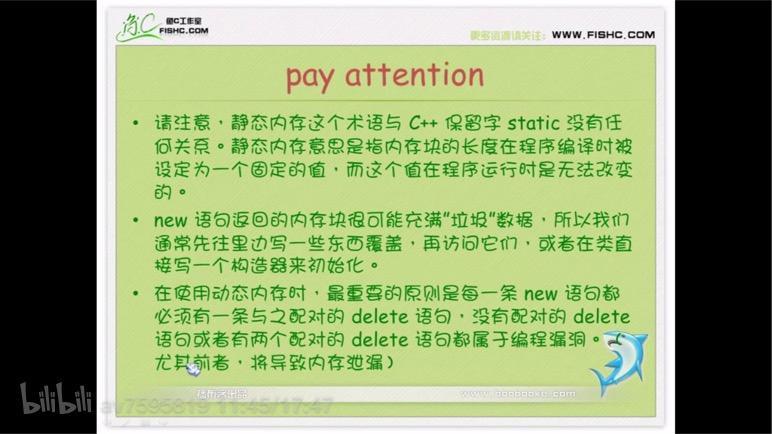 鱼C工作室
FISHC.COM
更多资源请关注：WWW.FISHC.COM
pay attention
• 请注意，静态内存这个术语与 C++ 保留字 static 没有任
何关系。静态内存意思是指内存块的长度在程序编译时被
设定为一个固定的值，而这个值在程序运行时是无法改变
的。
• new 语句返回的内存块很可能充满"垃圾"数据，所以我们
通常先往里边写一些东西覆盖，再访问它们，或者在类直
接写一个构造器来初始化。
• 在使用动态内存时，最重要的原则是每一条 new 语句都
必须有一条与之配对的 delete 语句，没有配对的 delete
语句或者有两个配对的 delete 语句都属于编程漏洞。
尤其前者，将导致内存泄漏）
bilibili av7595819 11:45/17:47